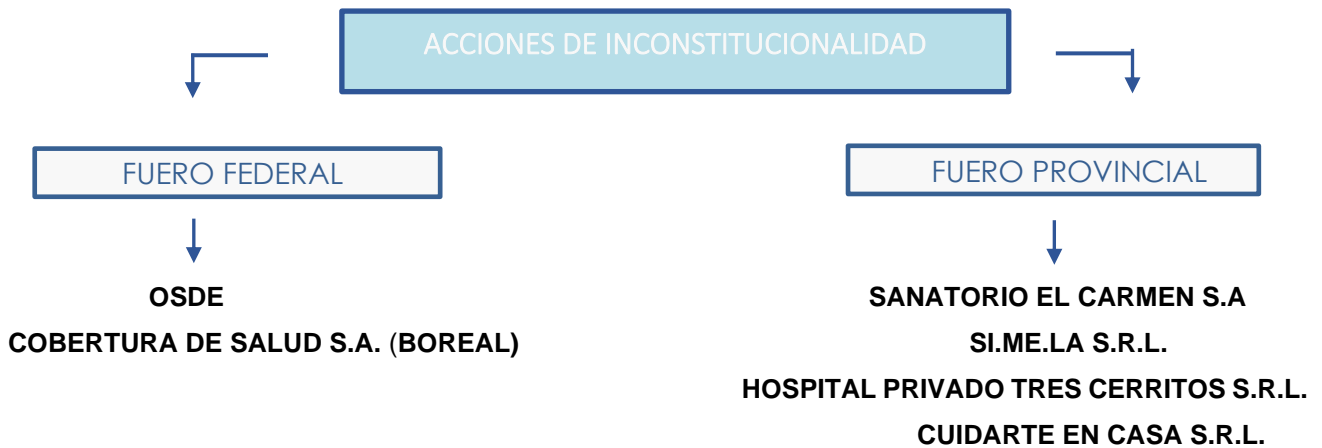 ACCIONES DE INCONSTITUCIONALIDAD
FUERO FEDERAL
OSDE
COBERTURA DE SALUD S.A. (BOREAL)
FUERO PROVINCIAL
SANATORIO EL CARMEN S.A
SI.ME.LA S.R.L.
HOSPITAL PRIVADO TRES CERRITOS S.R.L.
CUIDARTE EN CASA S.R.L.